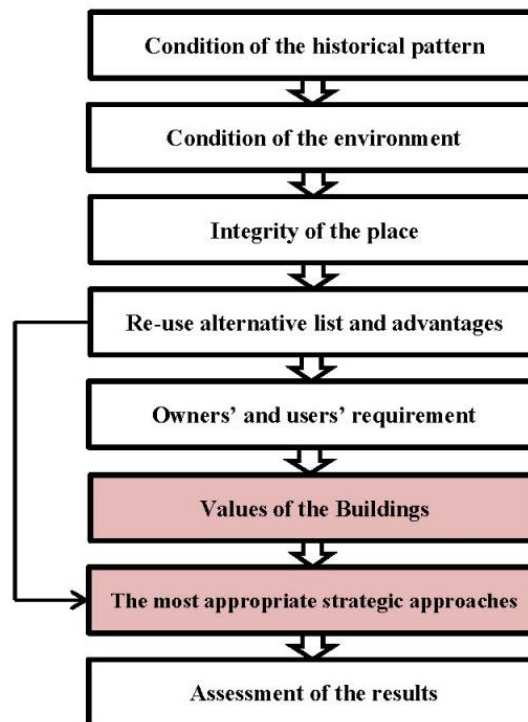 Condition of the historical pattern
Condition of the environment
Integrity of the place
Re-use alternative list and advantages
Owners’ and users’ requirement
Values of the Buildings
The most appropriate strategic approaches
Assessment of the results